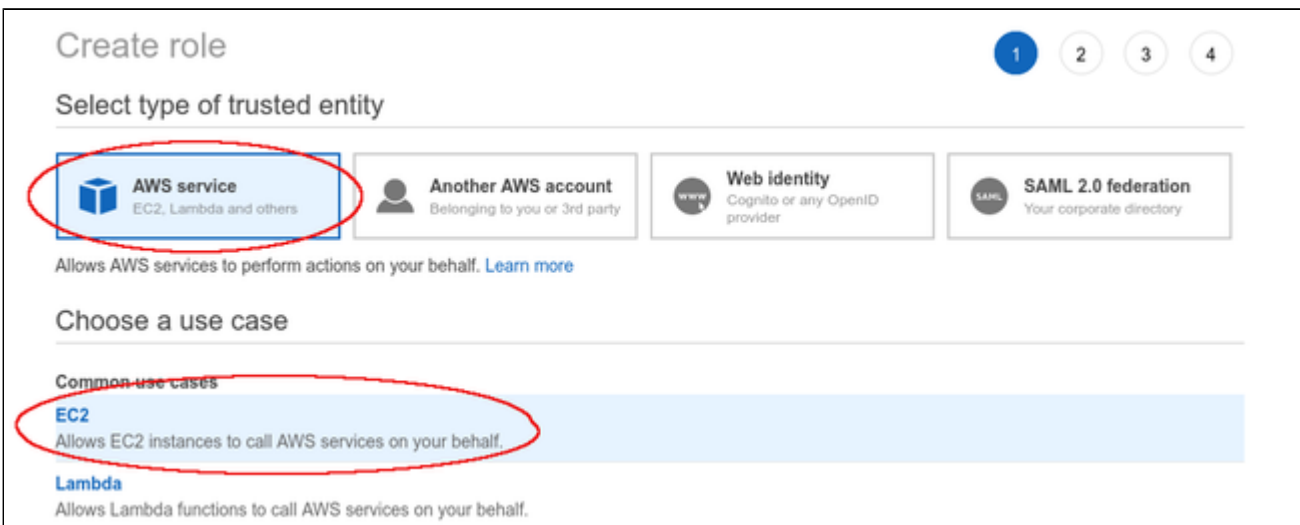 Create role
1 2 3 4
Select type of trusted entity
AWS service
EC2, Lambda and others
Another AWS account
Belonging to you or 3rd party
www
Web identity
Cognito or any OpenID
provider
SAML
SAML 2.0 federation
Your corporate directory
Allows AWS services to perform actions on your behalf. Learn more
Choose a use case
Common use cases
EC2
Allows EC2 instances to call AWS services on your behalf.
Lambda
Allows Lambda functions to call AWS services on your behalf.